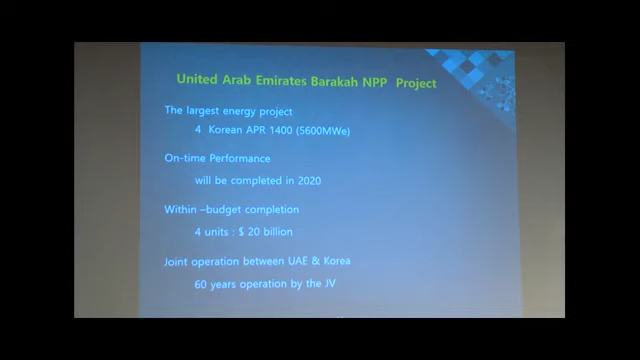 United Arab Emirates Barakah NPP Project
The largest energy project
4 Korean APR 1400 (5600MWe)
On-time Performance
will be completed in 2020
Within –budget completion
4 units : $ 20 billion
Joint operation between UAE & Korea
60 years operation by the JV